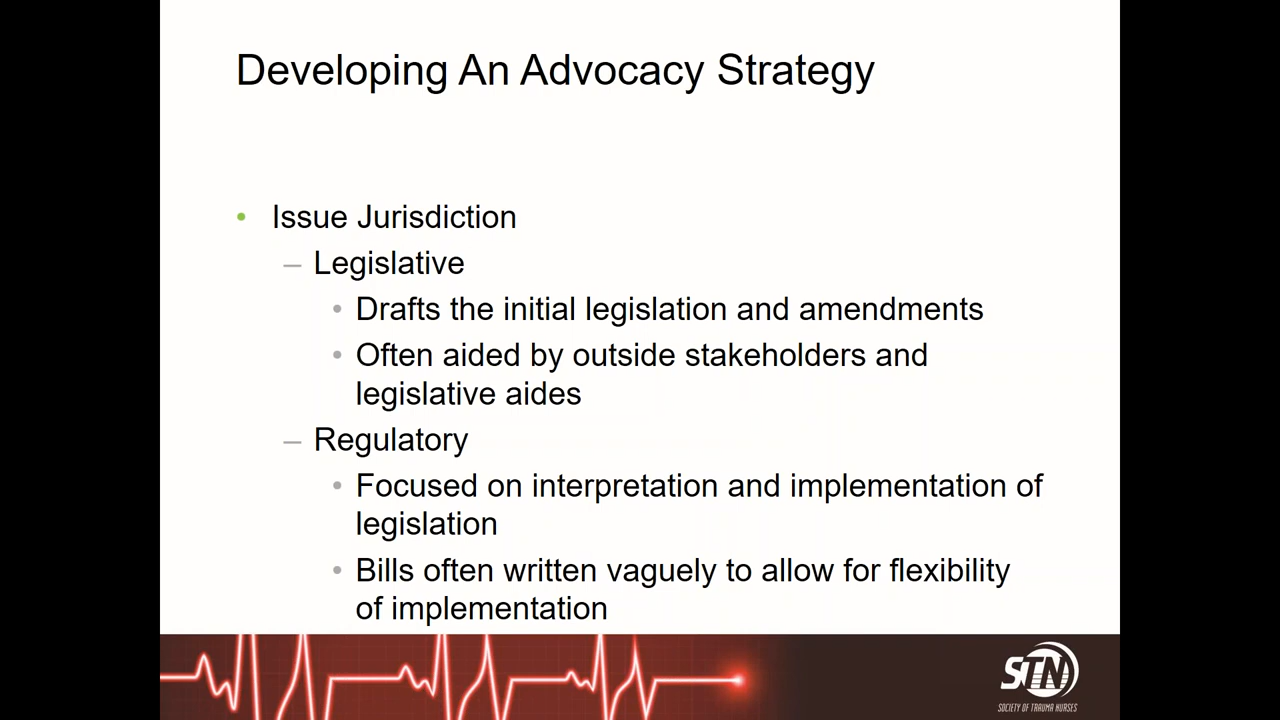 Developing An Advocacy Strategy
• Issue Jurisdiction
– Legislative
• Drafts the initial legislation and amendments
• Often aided by outside stakeholders and
legislative aides
– Regulatory
• Focused on interpretation and implementation of
legislation
• Bills often written vaguely to allow for flexibility
of implementation
STN
SOCIETY OF TRAUMA NURSES